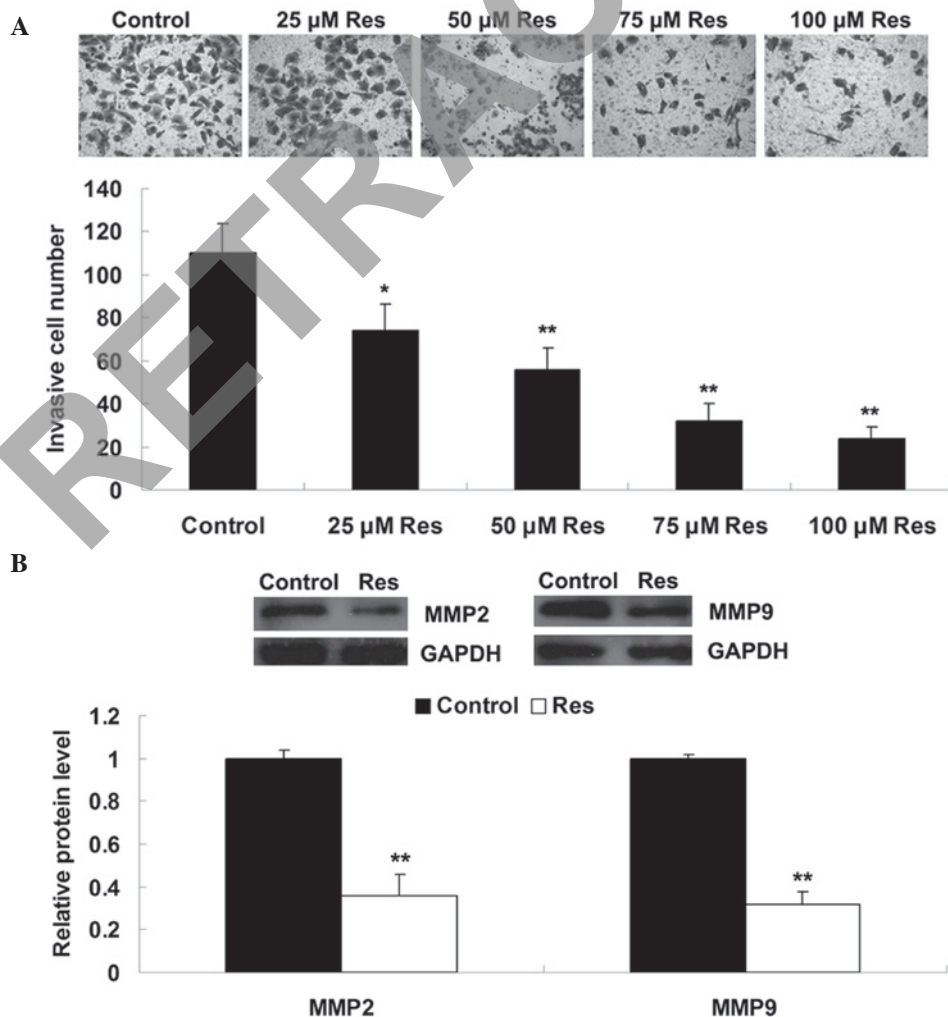 A
Control 25 µM Res 50 µM Res 75 µM Res 100 µM Res
140
120
100
80
60
40
20
0
Invasive cell number
*
**
**
**
Control 25 µM Res 50 µM Res 75 µM Res 100 µM Res
B
Control Res
MMP2
GAPDH
Control Res
MMP9
GAPDH
Control Res
1.2
1
0.8
0.6
0.4
0.2
0
Relative protein level
**
**
MMP2 MMP9
RETRAC